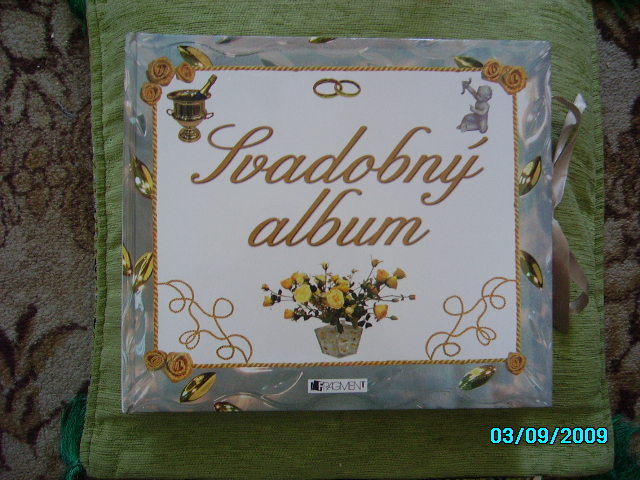 Svadobný
album
FRAGMENT
03/09/2009